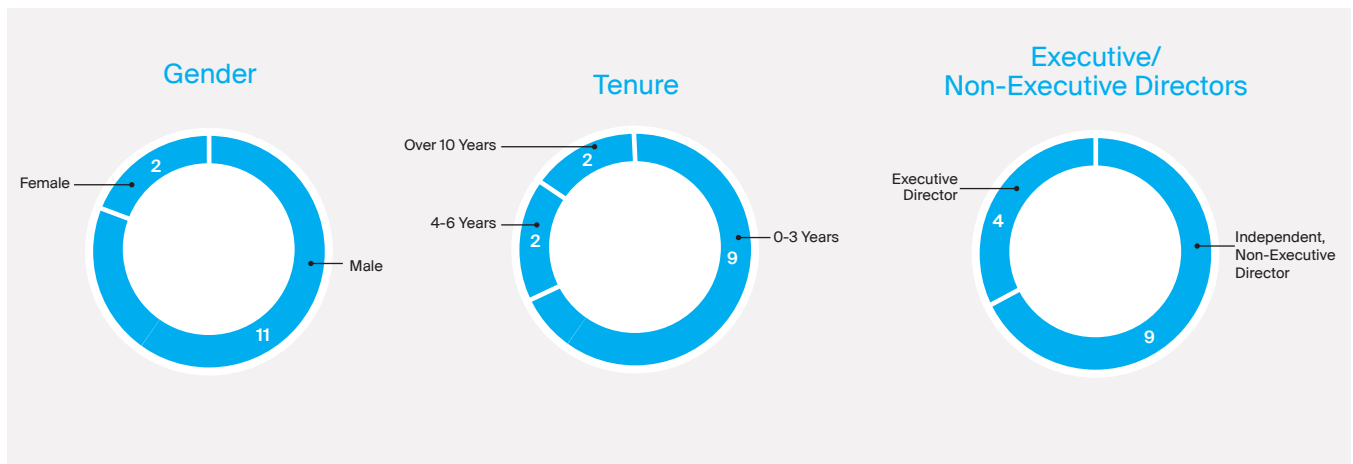 Gender
Female
2
Male
11
Tenure
Over 10 Years
2
4-6 Years
2
0-3 Years
9
Executive/
Non-Executive Directors
Executive
Director
4
Independent,
Non-Executive
Director
9